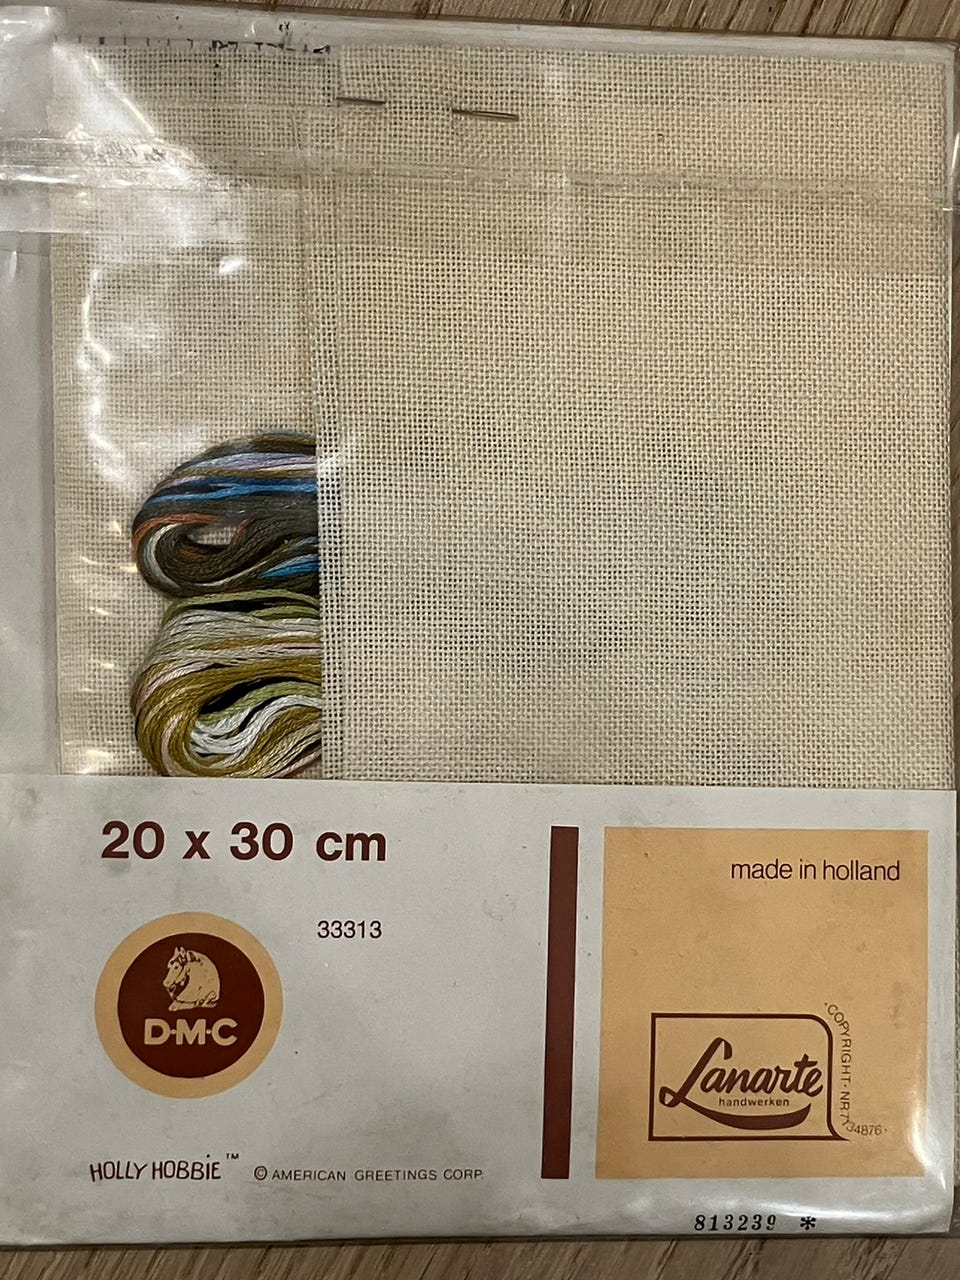 20 x 30 cm
33313
D·M·C
HOLLY HOBBiE™ © AMERICAN GREETINGS CORP.
made in holland
Lanarte
handwerken
·COPYRIGHT·NR
813239 *